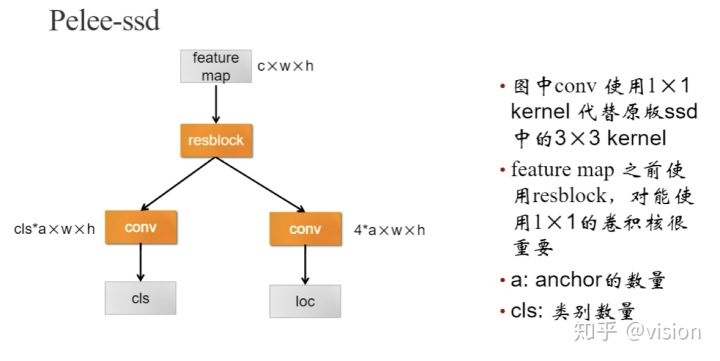 Pelee-ssd
feature
map
c×w×h
resblock
cls*a×w×h
conv
conv
4*a×w×h
cls
loc
• 图中conv 使用1×1
kernel 代替原版ssd
中的3×3 kernel
• feature map 之前使
用resblock，对能使
用1×1的卷积核很
重要
• a: anchor的数量
• cls: 类别数量
知乎 @vision